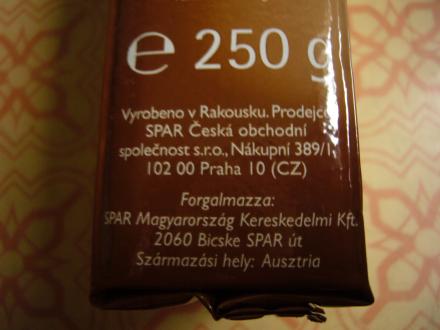 ℮ 250 g
Vyrobeno v Rakousku. Prodejce
SPAR Česká obchodní
společnost s.r.o., Nákupní 389/1,
102 00 Praha 10 (CZ)
Forgalmazza:
SPAR Magyarország Kereskedelmi Kft.
2060 Bicske SPAR út
Származási hely: Ausztria